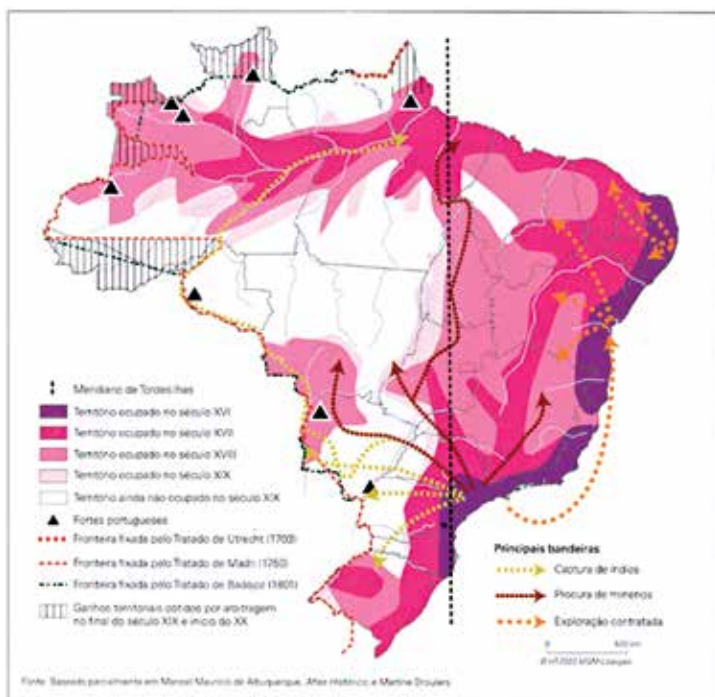 Meridiano de Tordesilhas
Território ocupado no século XVI
Território ocupado no século XVII
Território ocupado no século XVIII
Território ocupado no século XIX
Território ainda não ocupado no século XIX
Fortes portugueses
Fronteira fixada pelo Tratado de Utrecht
Fronteira fixada pelo Tratado de Madri
Fronteira fixada pelo Tratado de Badajoz (1801)
Ganhos territoriais obtidos por arbitragem
no final do século XIX e início do XX
Principais bandeiras
Captura de índios
Procura de minérios
Exploração contratada
0
Fonte: Baseado parcialmente em Manoel Maurício de Albuquerque, Atlas Histórico, e Martine Droulers